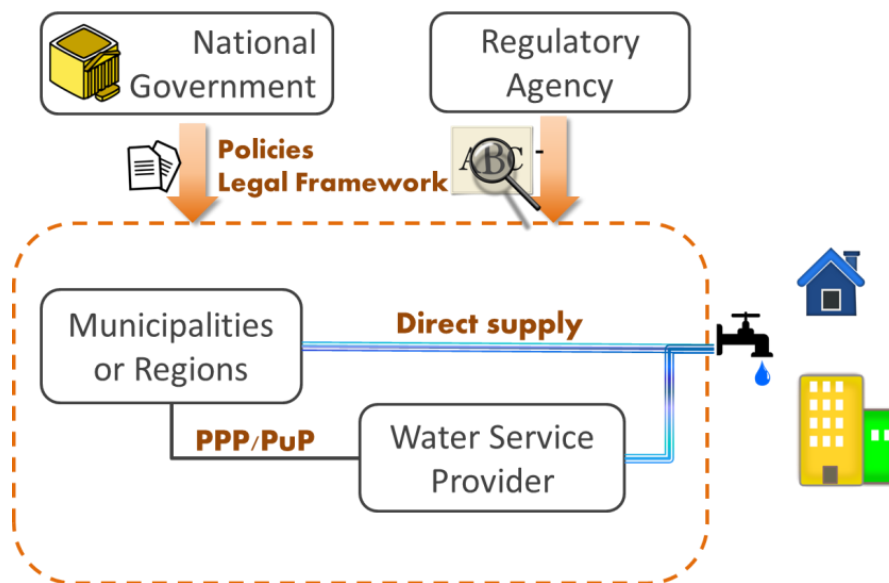 National
Government
Regulatory
Agency
Policies
Legal Framework
ABC
-
Municipalities
or Regions
Direct supply
PPP/PuP
Water Service
Provider